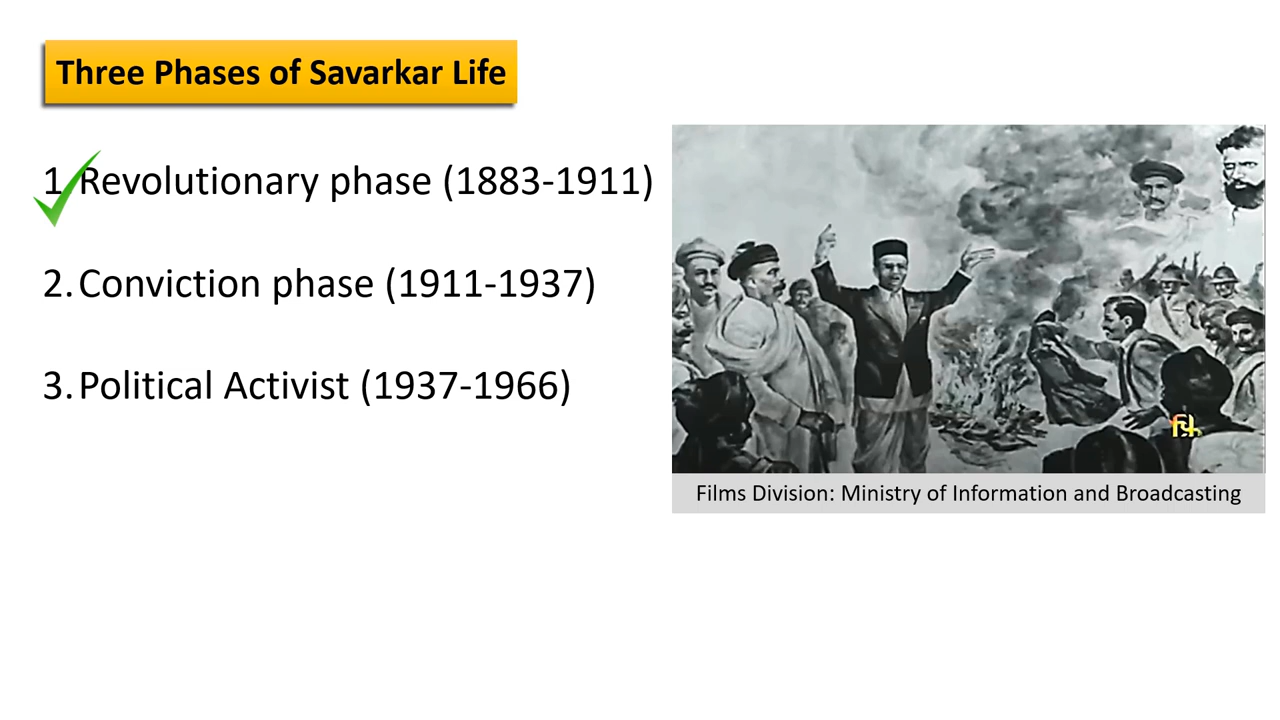 Three Phases of Savarkar Life
1. Revolutionary phase (1883-1911)
2. Conviction phase (1911-1937)
3. Political Activist (1937-1966)
Films Division: Ministry of Information and Broadcasting